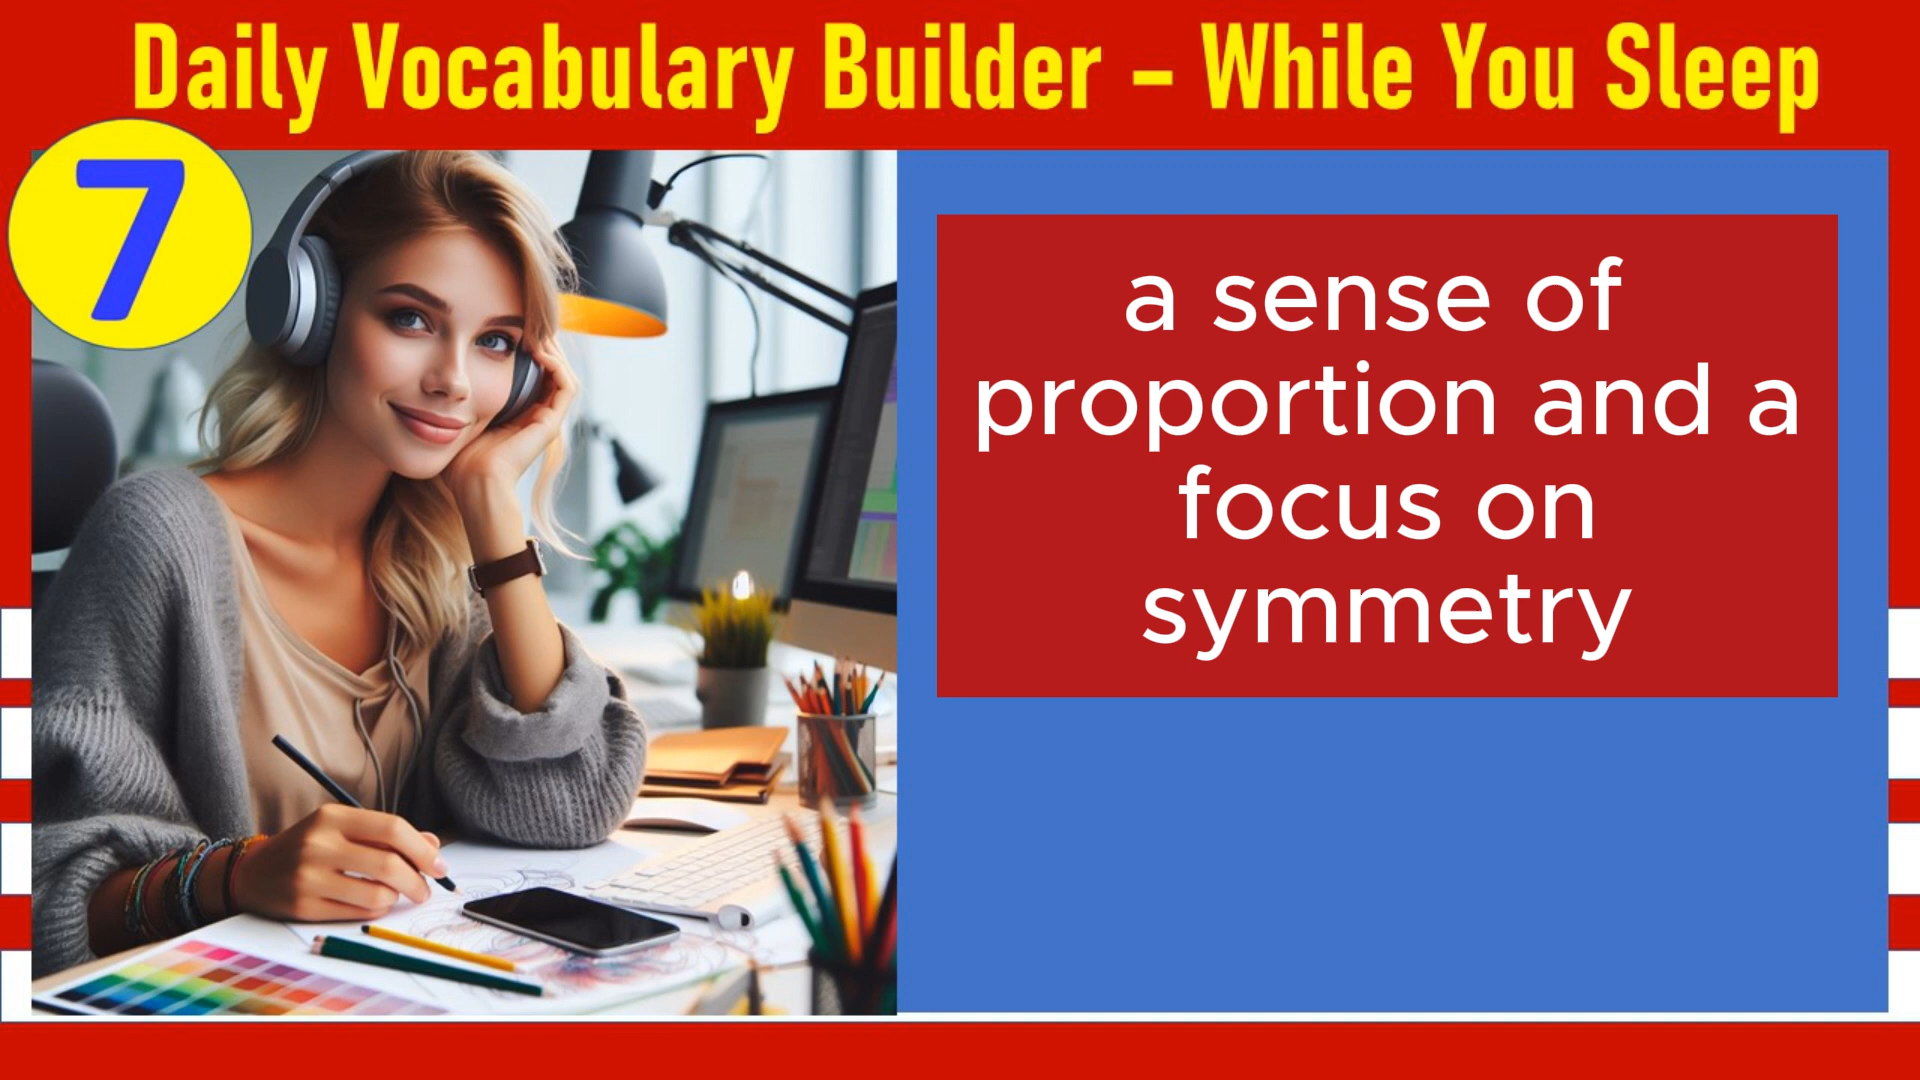 Daily Vocabulary Builder – While You Sleep
7
a sense of
proportion and a
focus on
symmetry